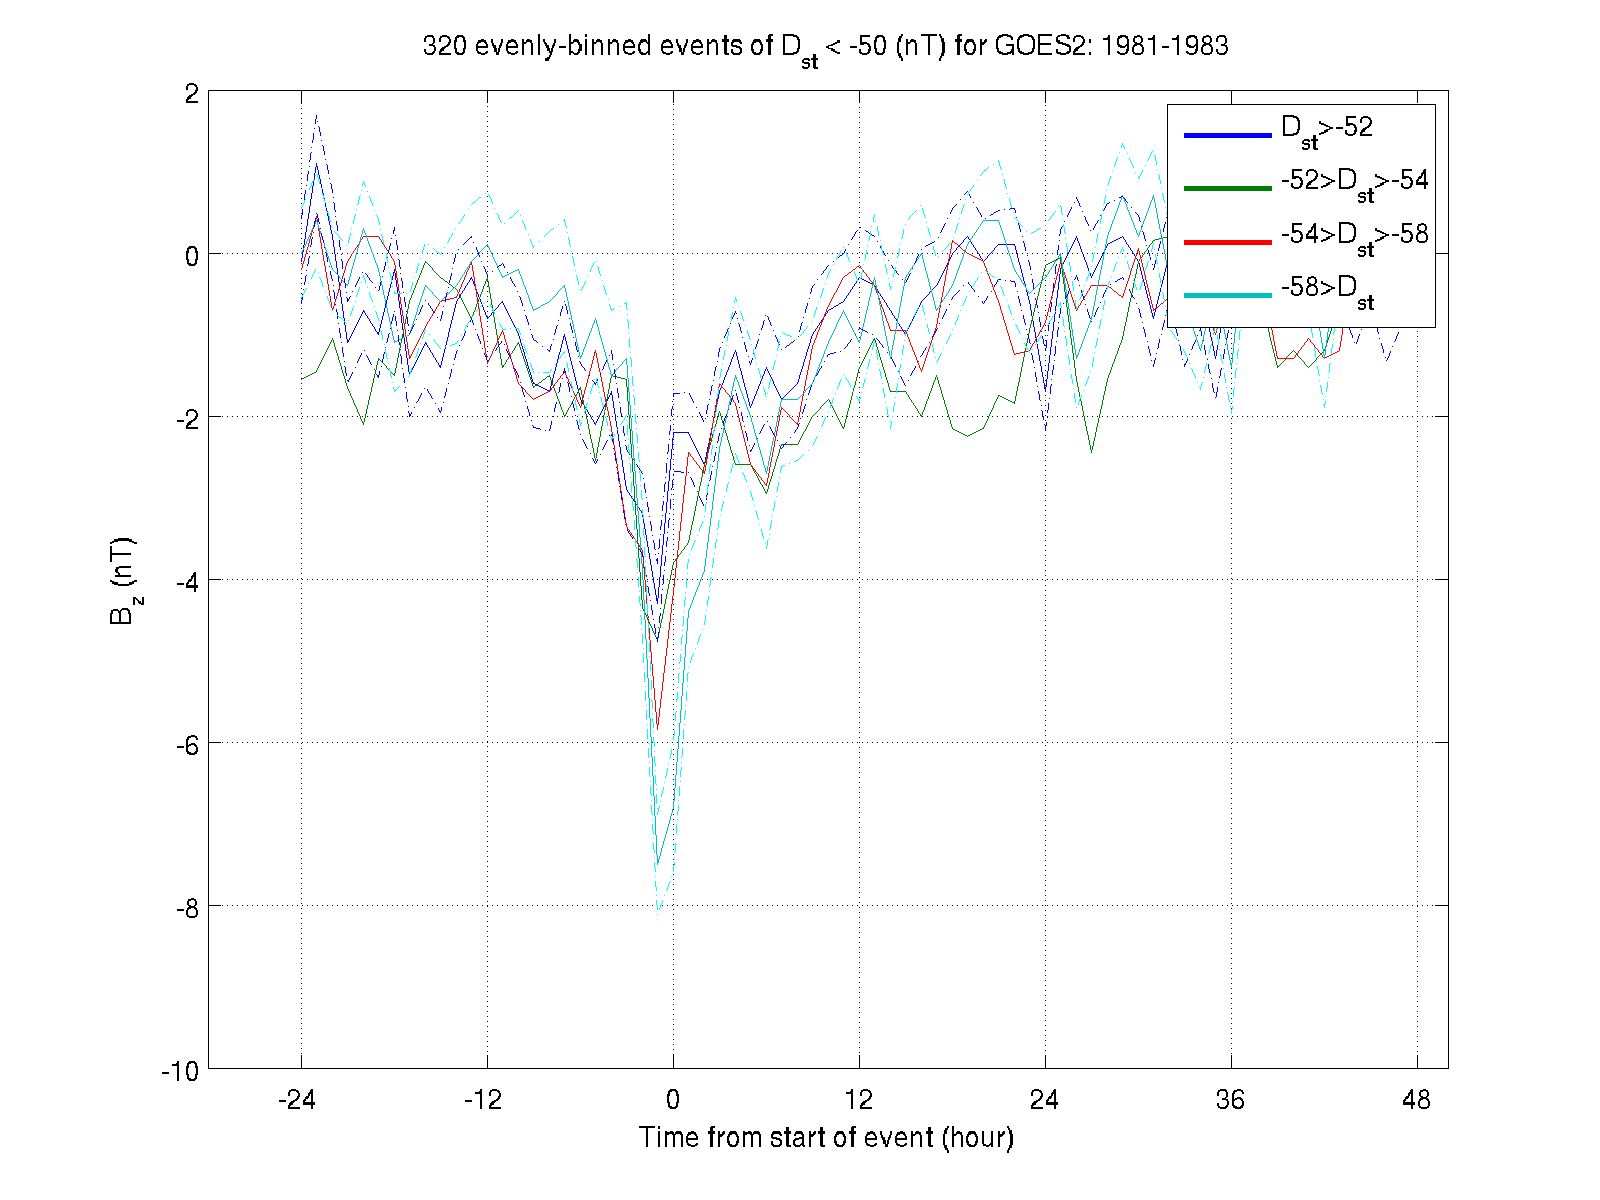 320 evenly-binned events of D_st < -50 (nT) for GOES2: 1981-1983
D_st>-52
-52>D_st>-54
-54>D_st>-58
-58>D_st
2
0
-2
-4
-6
-8
-10
B_z (nT)
-24 -12 0 12 24 36 48
Time from start of event (hour)